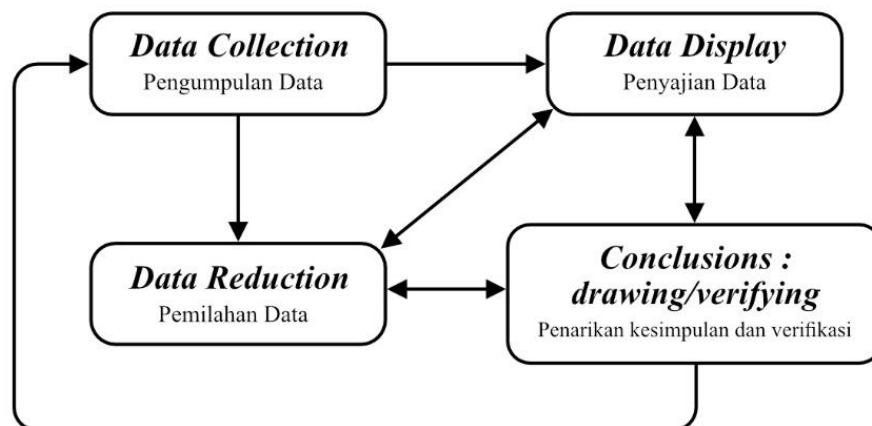 Data Collection
Pengumpulan Data
Data Display
Penyajian Data
Data Reduction
Pemilahan Data
Conclusions :
drawing/verifying
Penarikan kesimpulan dan verifikasi